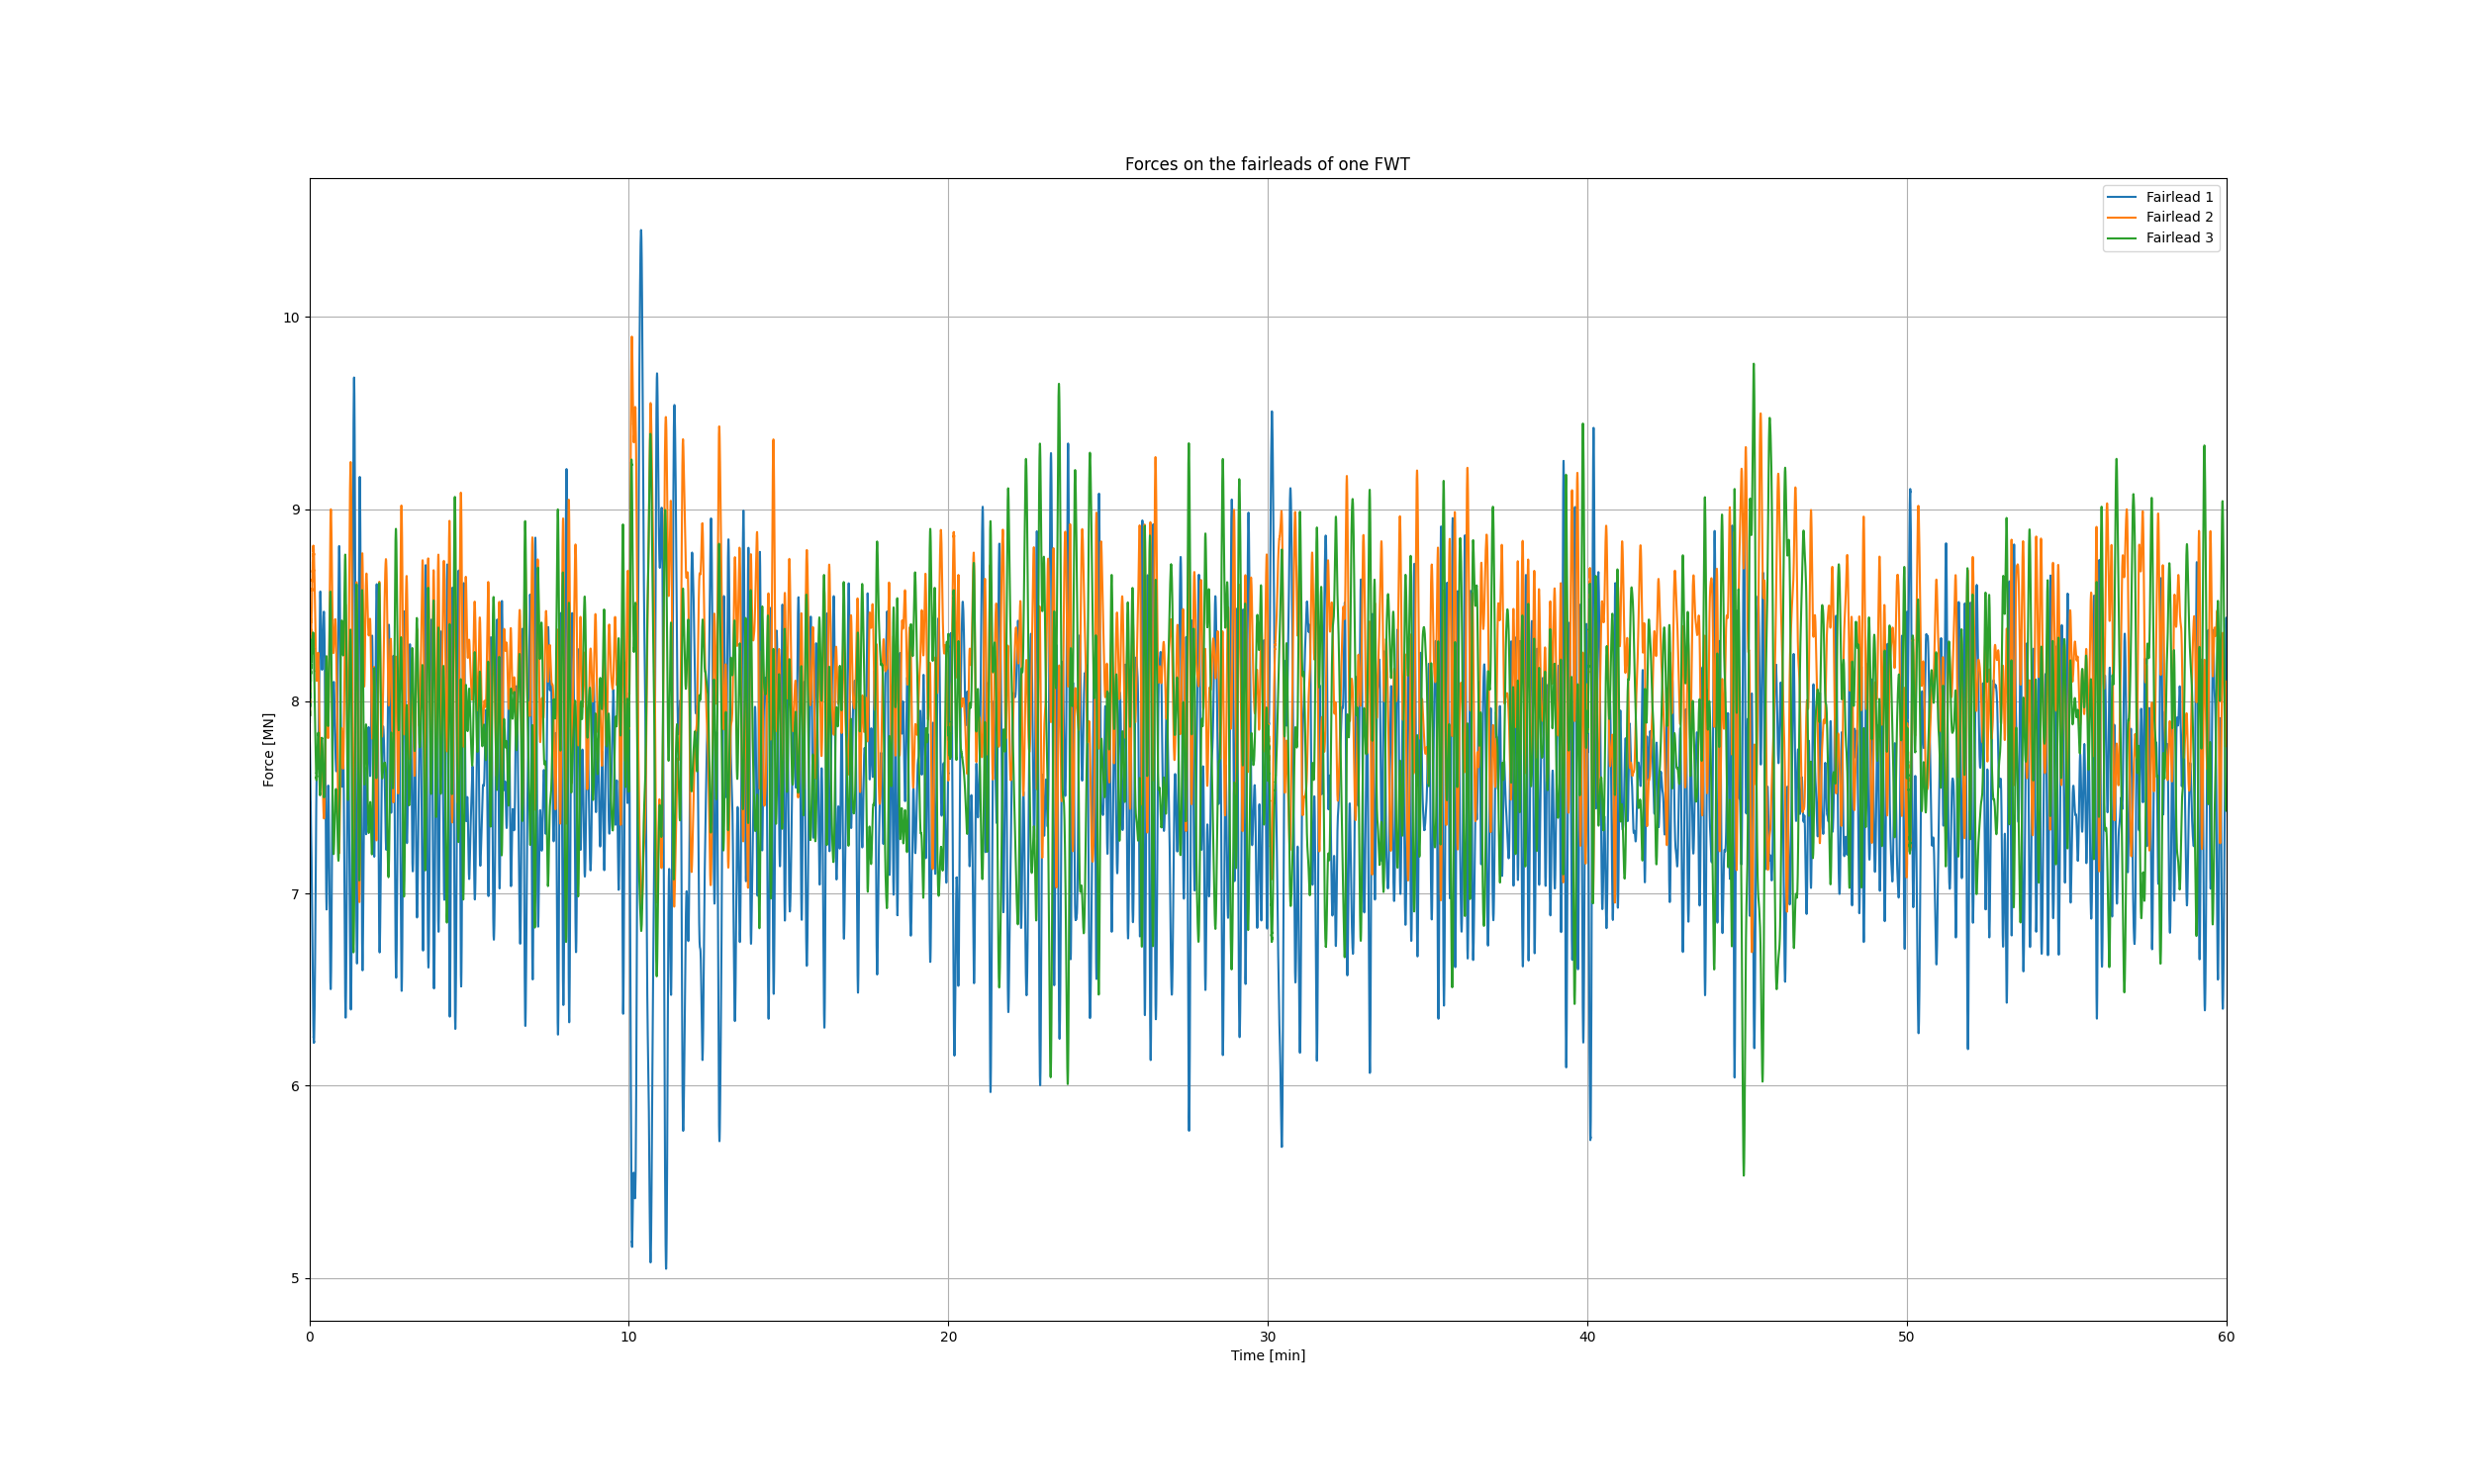 Forces on the fairleads of one FWT
Fairlead 1
Fairlead 2
Fairlead 3
10
9
8
7
6
5
Force [MN]
0 10 20 30 40 50 60
Time [min]